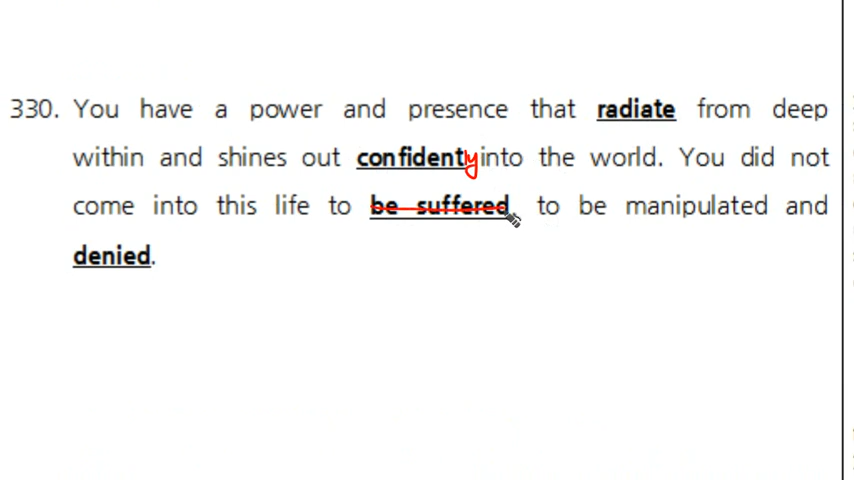 330. You have a power and presence that radiate from deep
within and shines out confidently into the world. You did not
come into this life to be suffered, to be manipulated and
denied.